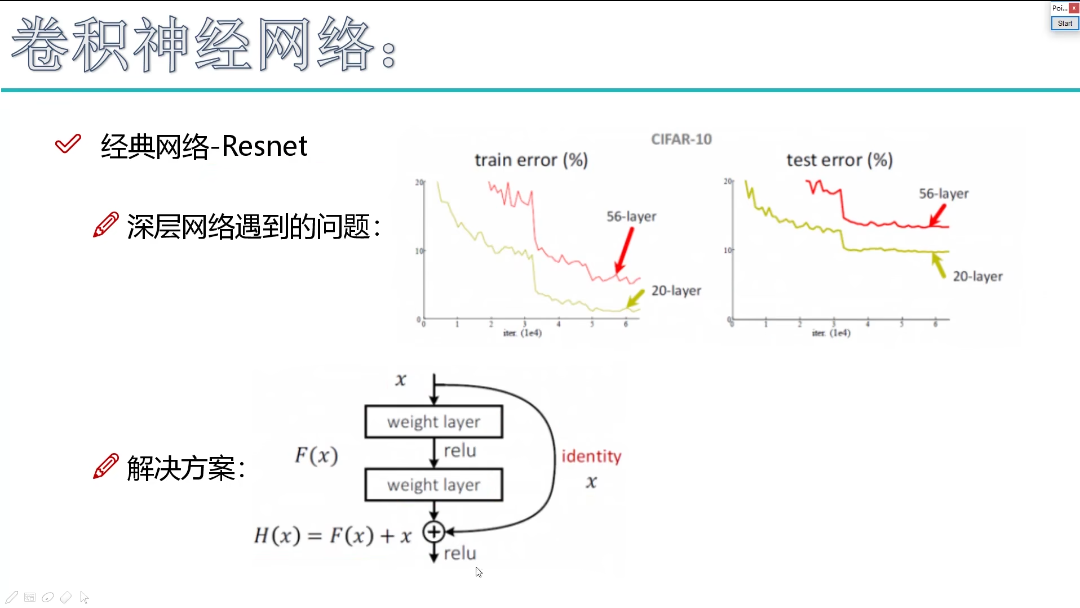 卷积神经网络：
Poi...
Start
经典网络-Resnet
深层网络遇到的问题：
CIFAR-10
train error (%)
20
10
0
0 1 2 3 4 5 6
iter. (1e4)
56-layer
20-layer
test error (%)
20
10
0
0 1 2 3 4 5 6
iter. (1e4)
56-layer
20-layer
解决方案：
x
weight layer
F(x)
relu
weight layer
identity
x
H(x) = F(x) + x
relu